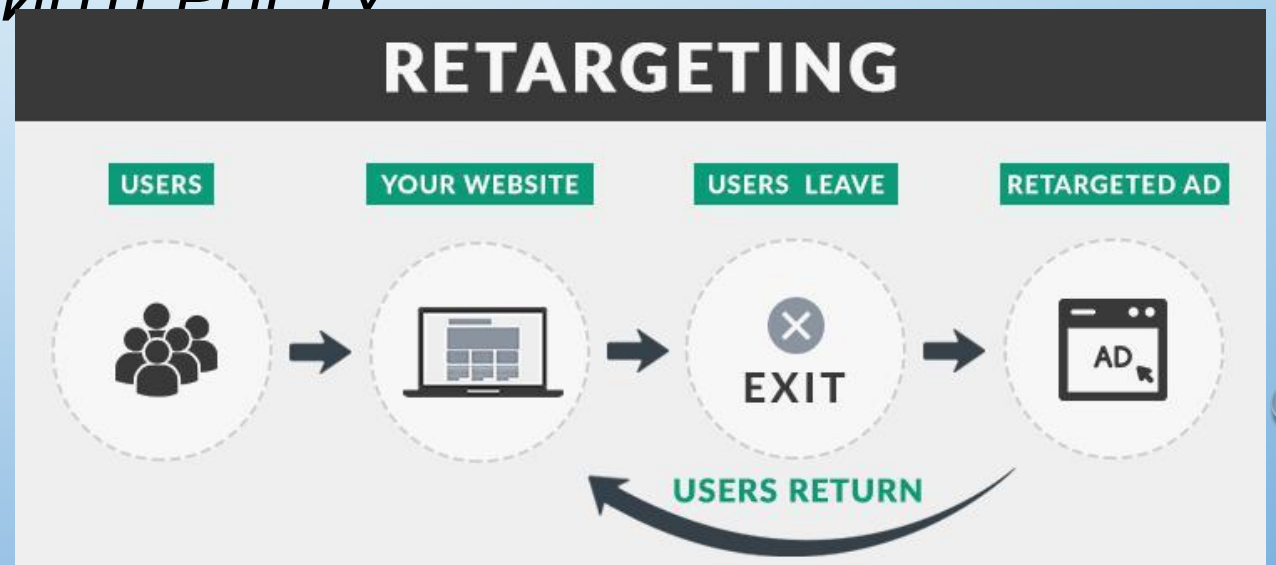 RETARGETING
USERS
YOUR WEBSITE
USERS LEAVE
RETARGETED AD
EXIT
AD
USERS RETURN